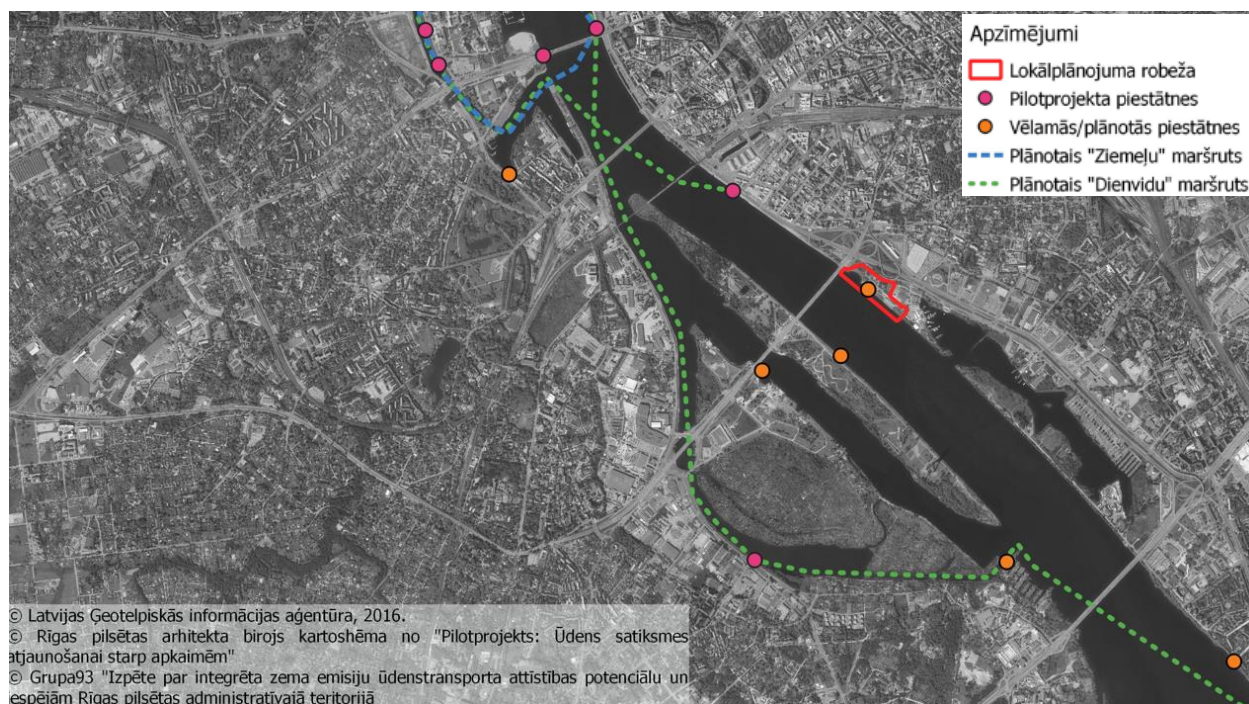 Apzīmējumi
Lokālplānojuma robeža
Pilotprojekta piestātnes
Vēlamās/plānotās piestātnes
Plānotais "Ziemeļu" maršruts
Plānotais "Dienvidu" maršruts
© Latvijas Ģeotelpiskās informācijas aģentūra, 2016.
© Rīgas pilsētas arhitekta birojs kartoshēma no "Pilotprojekts: Ūdens satiksmes
atjaunošanai starp apkaimēm"
© Grupa93 "Izpēte par integrēta zema emisiju ūdenstransporta attīstības potenciālu un
iespējām Rīgas pilsētas administratīvajā teritorijā